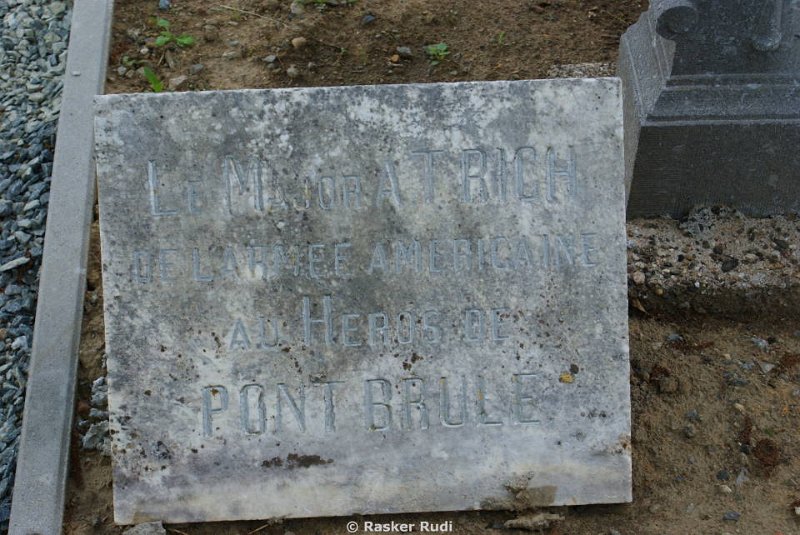 LE MAJOR A T RICH
DE L'ARMEE AMERICAINE
AU HEROS DE
PONT BRULE
© Rasker Rudi